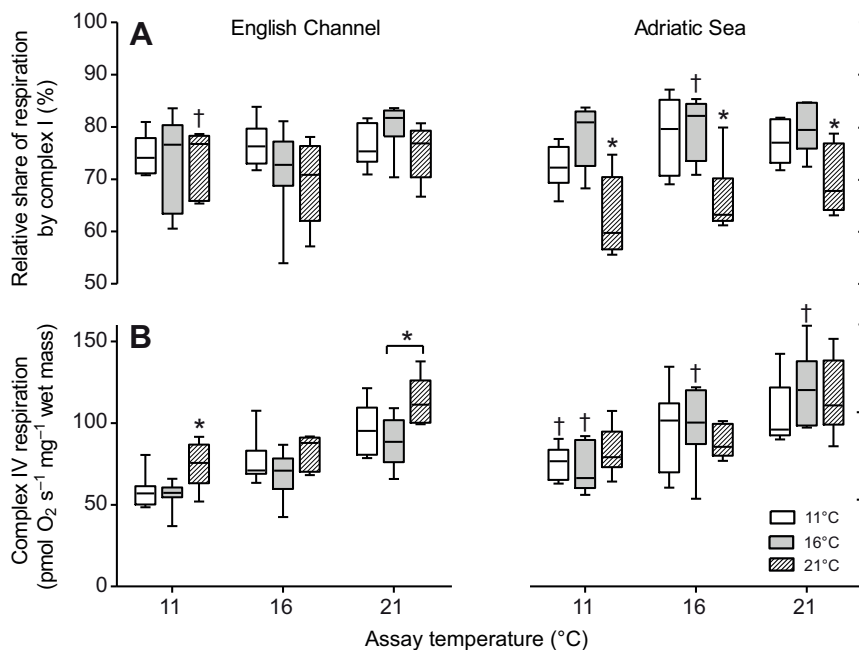 A
English Channel
Adriatic Sea
Relative share of respiration
by complex I (%)
100
90
80
70
60
50
†
†
*
*
*
B
Complex IV respiration
(pmol O₂ s⁻¹ mg⁻¹ wet mass)
150
100
50
0
*
*
†
†
†
†
11°C
16°C
21°C
11
16
21
11
16
21
Assay temperature (°C)